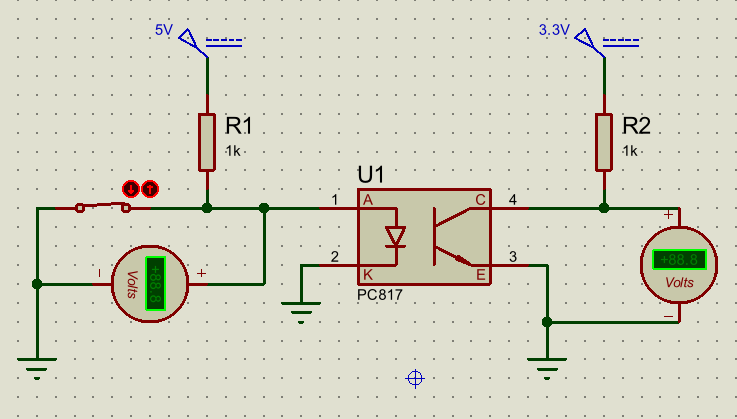 5V
3.3V
R1
1k
R2
1k
U1
1
A
C
4
2
K
E
3
PC817
+88.8
Volts
+
−
+88.8
Volts
+
−